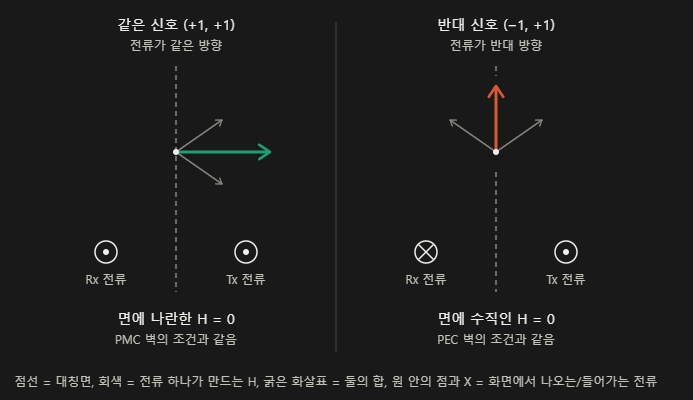 같은 신호 (+1, +1)
전류가 같은 방향
Rx 전류
Tx 전류
면에 나란한 H = 0
PMC 벽의 조건과 같음
반대 신호 (−1, +1)
전류가 반대 방향
Rx 전류
Tx 전류
면에 수직인 H = 0
PEC 벽의 조건과 같음
점선 = 대칭면, 회색 = 전류 하나가 만드는 H, 굵은 화살표 = 둘의 합, 원 안의 점과 X = 화면에서 나오는/들어가는 전류